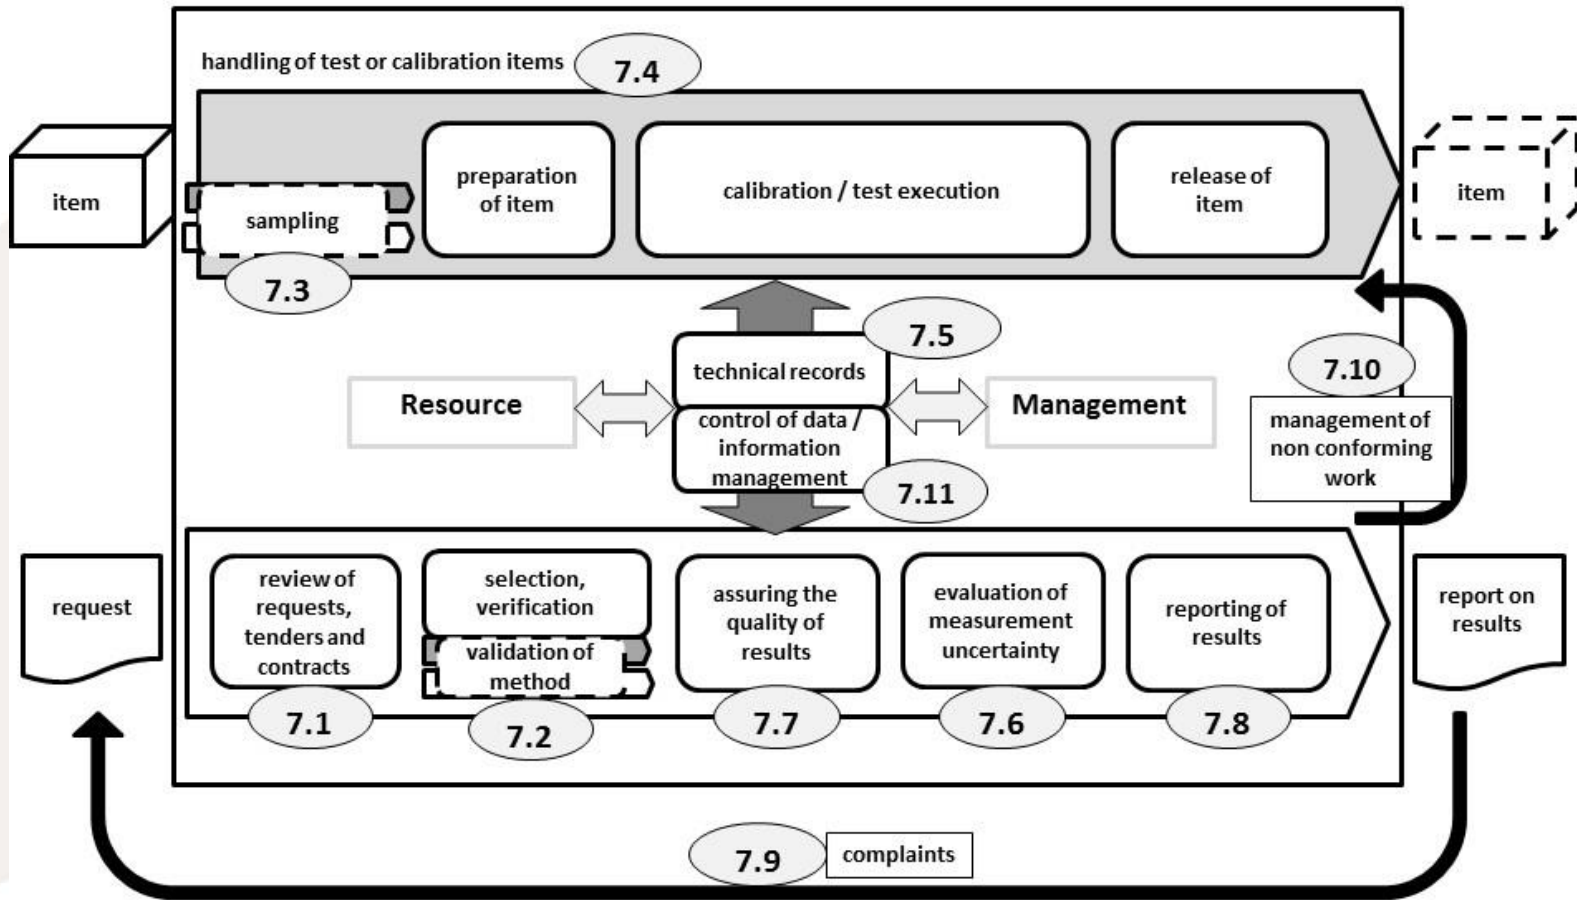 handling of test or calibration items
7.4
item
sampling
7.3
preparation
of item
calibration / test execution
release of
item
item
7.5
technical records
Resource
Management
control of data /
information
management
7.11
7.10
management of
non conforming
work
request
review of
requests,
tenders and
contracts
7.1
selection,
verification
validation of
method
7.2
assuring the
quality of
results
7.7
evaluation of
measurement
uncertainty
7.6
reporting of
results
7.8
report on
results
7.9
complaints